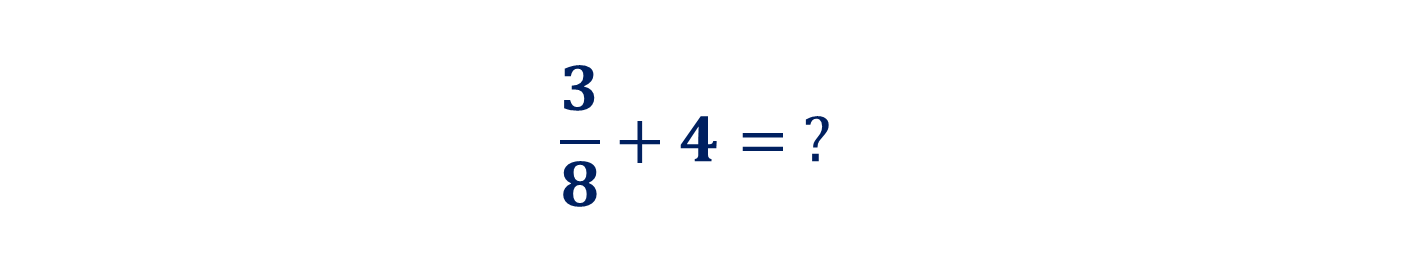 3/8 + 4 = ?